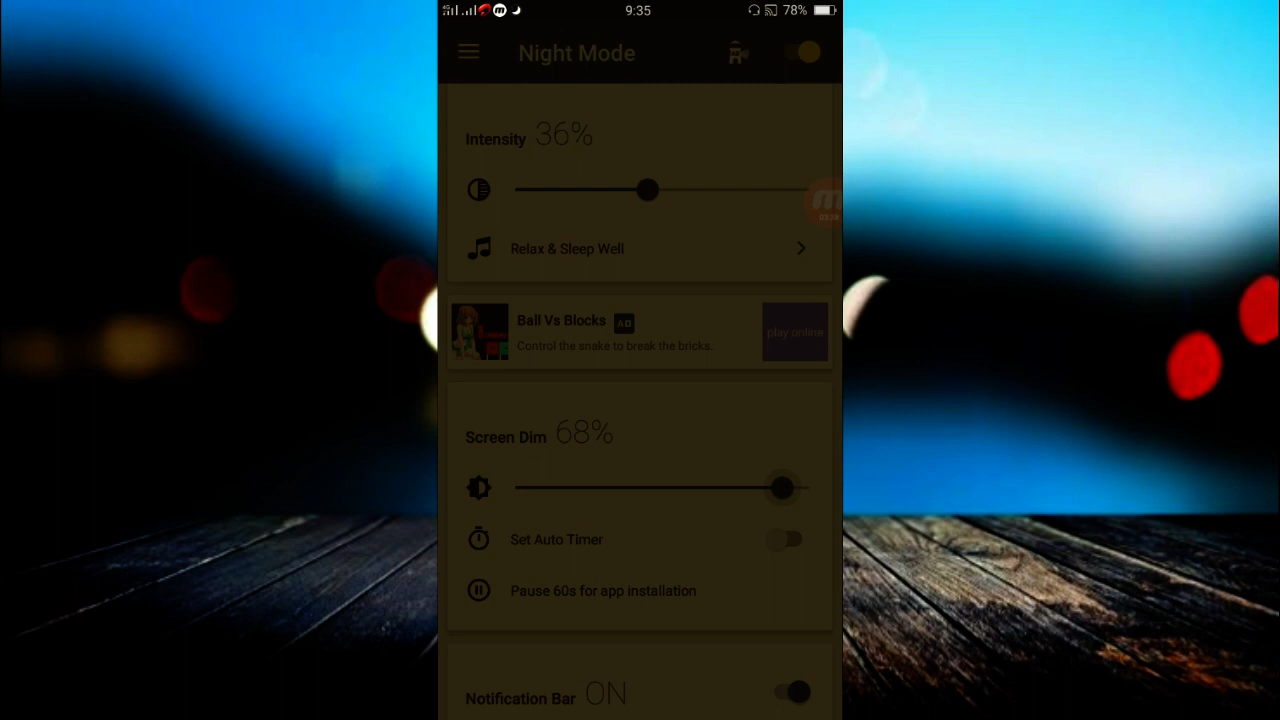 4G 9:35 78%
Night Mode
Intensity 36%
Relax & Sleep Well
Ball Vs Blocks AD
Control the snake to break the bricks.
play online
Screen Dim 68%
Set Auto Timer
Pause 60s for app installation
Notification Bar ON